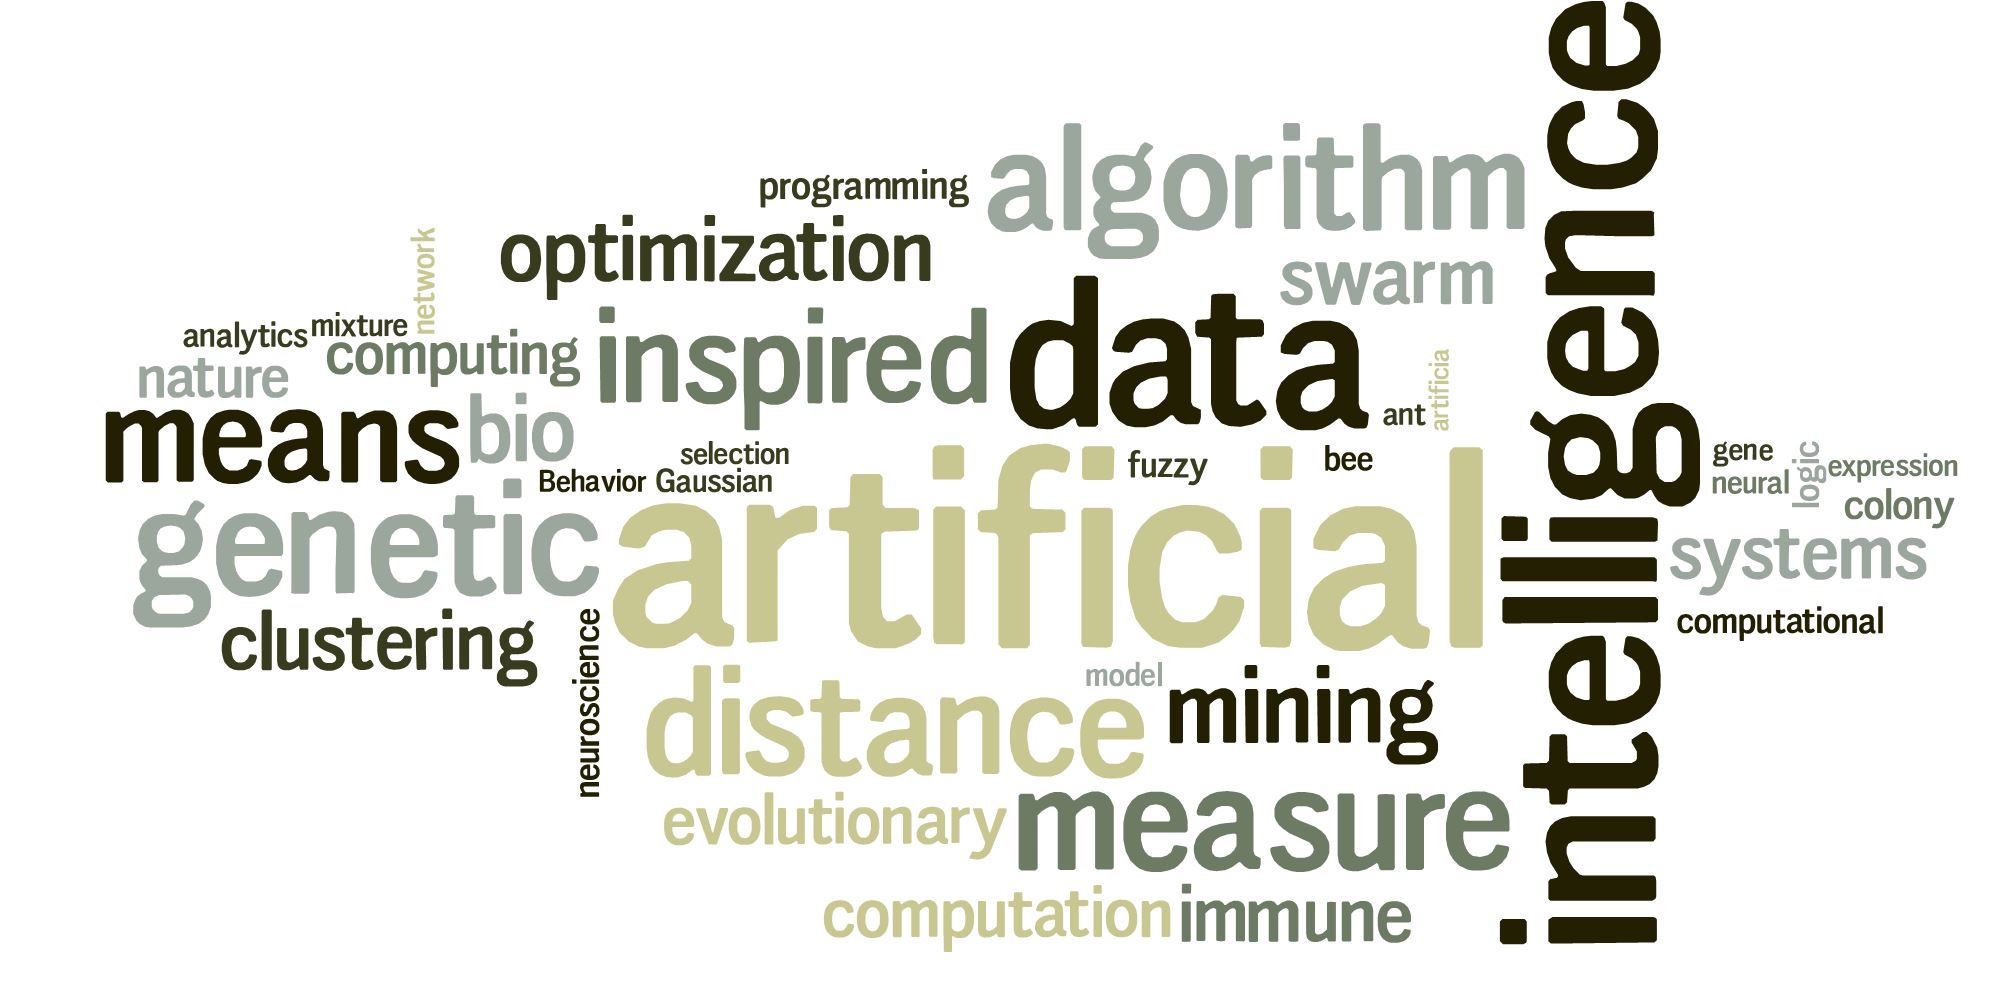 intelligence
algorithm
programming
optimization
swarm
network
data
inspired
analytics
mixture
computing
nature
artificia
ant
means
bio
selection
fuzzy
bee
gene
logic
expression
Behavior
Gaussian
neural
genetic
artificial
colony
systems
clustering
computational
neuroscience
distance
model
mining
evolutionary
measure
computation
immune